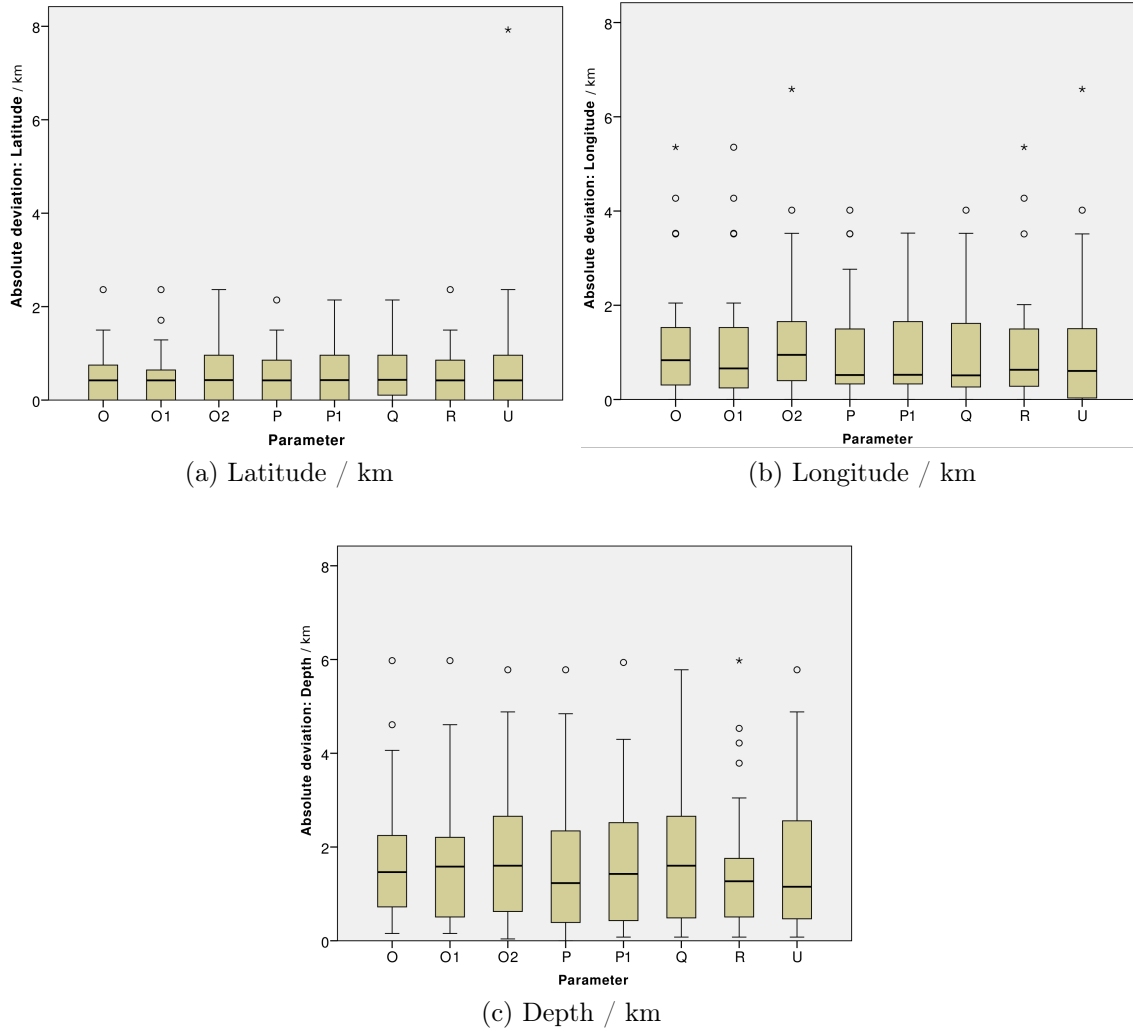 Absolute deviation: Latitude / km
8
6
4
2
0
O O1 O2 P P1 Q R U
Parameter
(a) Latitude / km
Absolute deviation: Longitude / km
8
6
4
2
0
O O1 O2 P P1 Q R U
Parameter
(b) Longitude / km
Absolute deviation: Depth / km
8
6
4
2
0
O O1 O2 P P1 Q R U
Parameter
(c) Depth / km